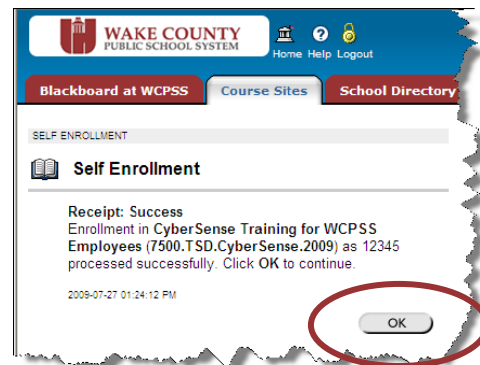 WAKE COUNTY
PUBLIC SCHOOL SYSTEM
Home Help Logout
Blackboard at WCPSS Course Sites School Directory
SELF ENROLLMENT
Self Enrollment
Receipt: Success
Enrollment in CyberSense Training for WCPSS
Employees (7500.TSD.CyberSense.2009) as 12345
processed successfully. Click OK to continue.
2009-07-27 01:24:12 PM
OK